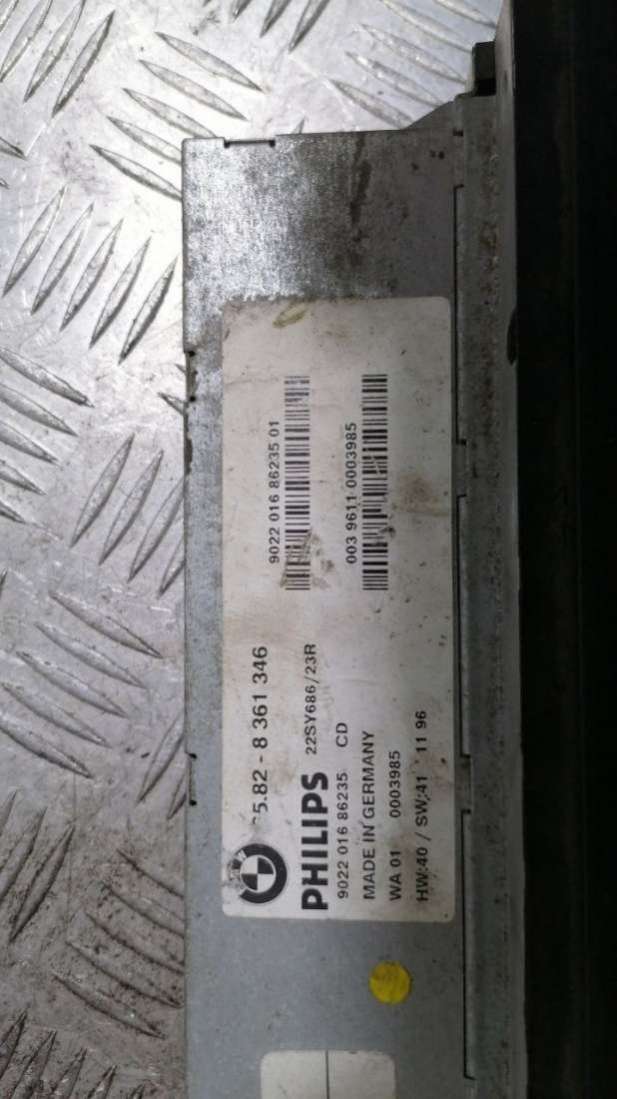 5.82 - 8 361 346
PHILIPS 22SY686/23R
9022 016 86235 CD
MADE IN GERMANY
WA 01 0003985
HW:40 / SW:41 11 96
9022 016 86235 01
003 9611 0003985